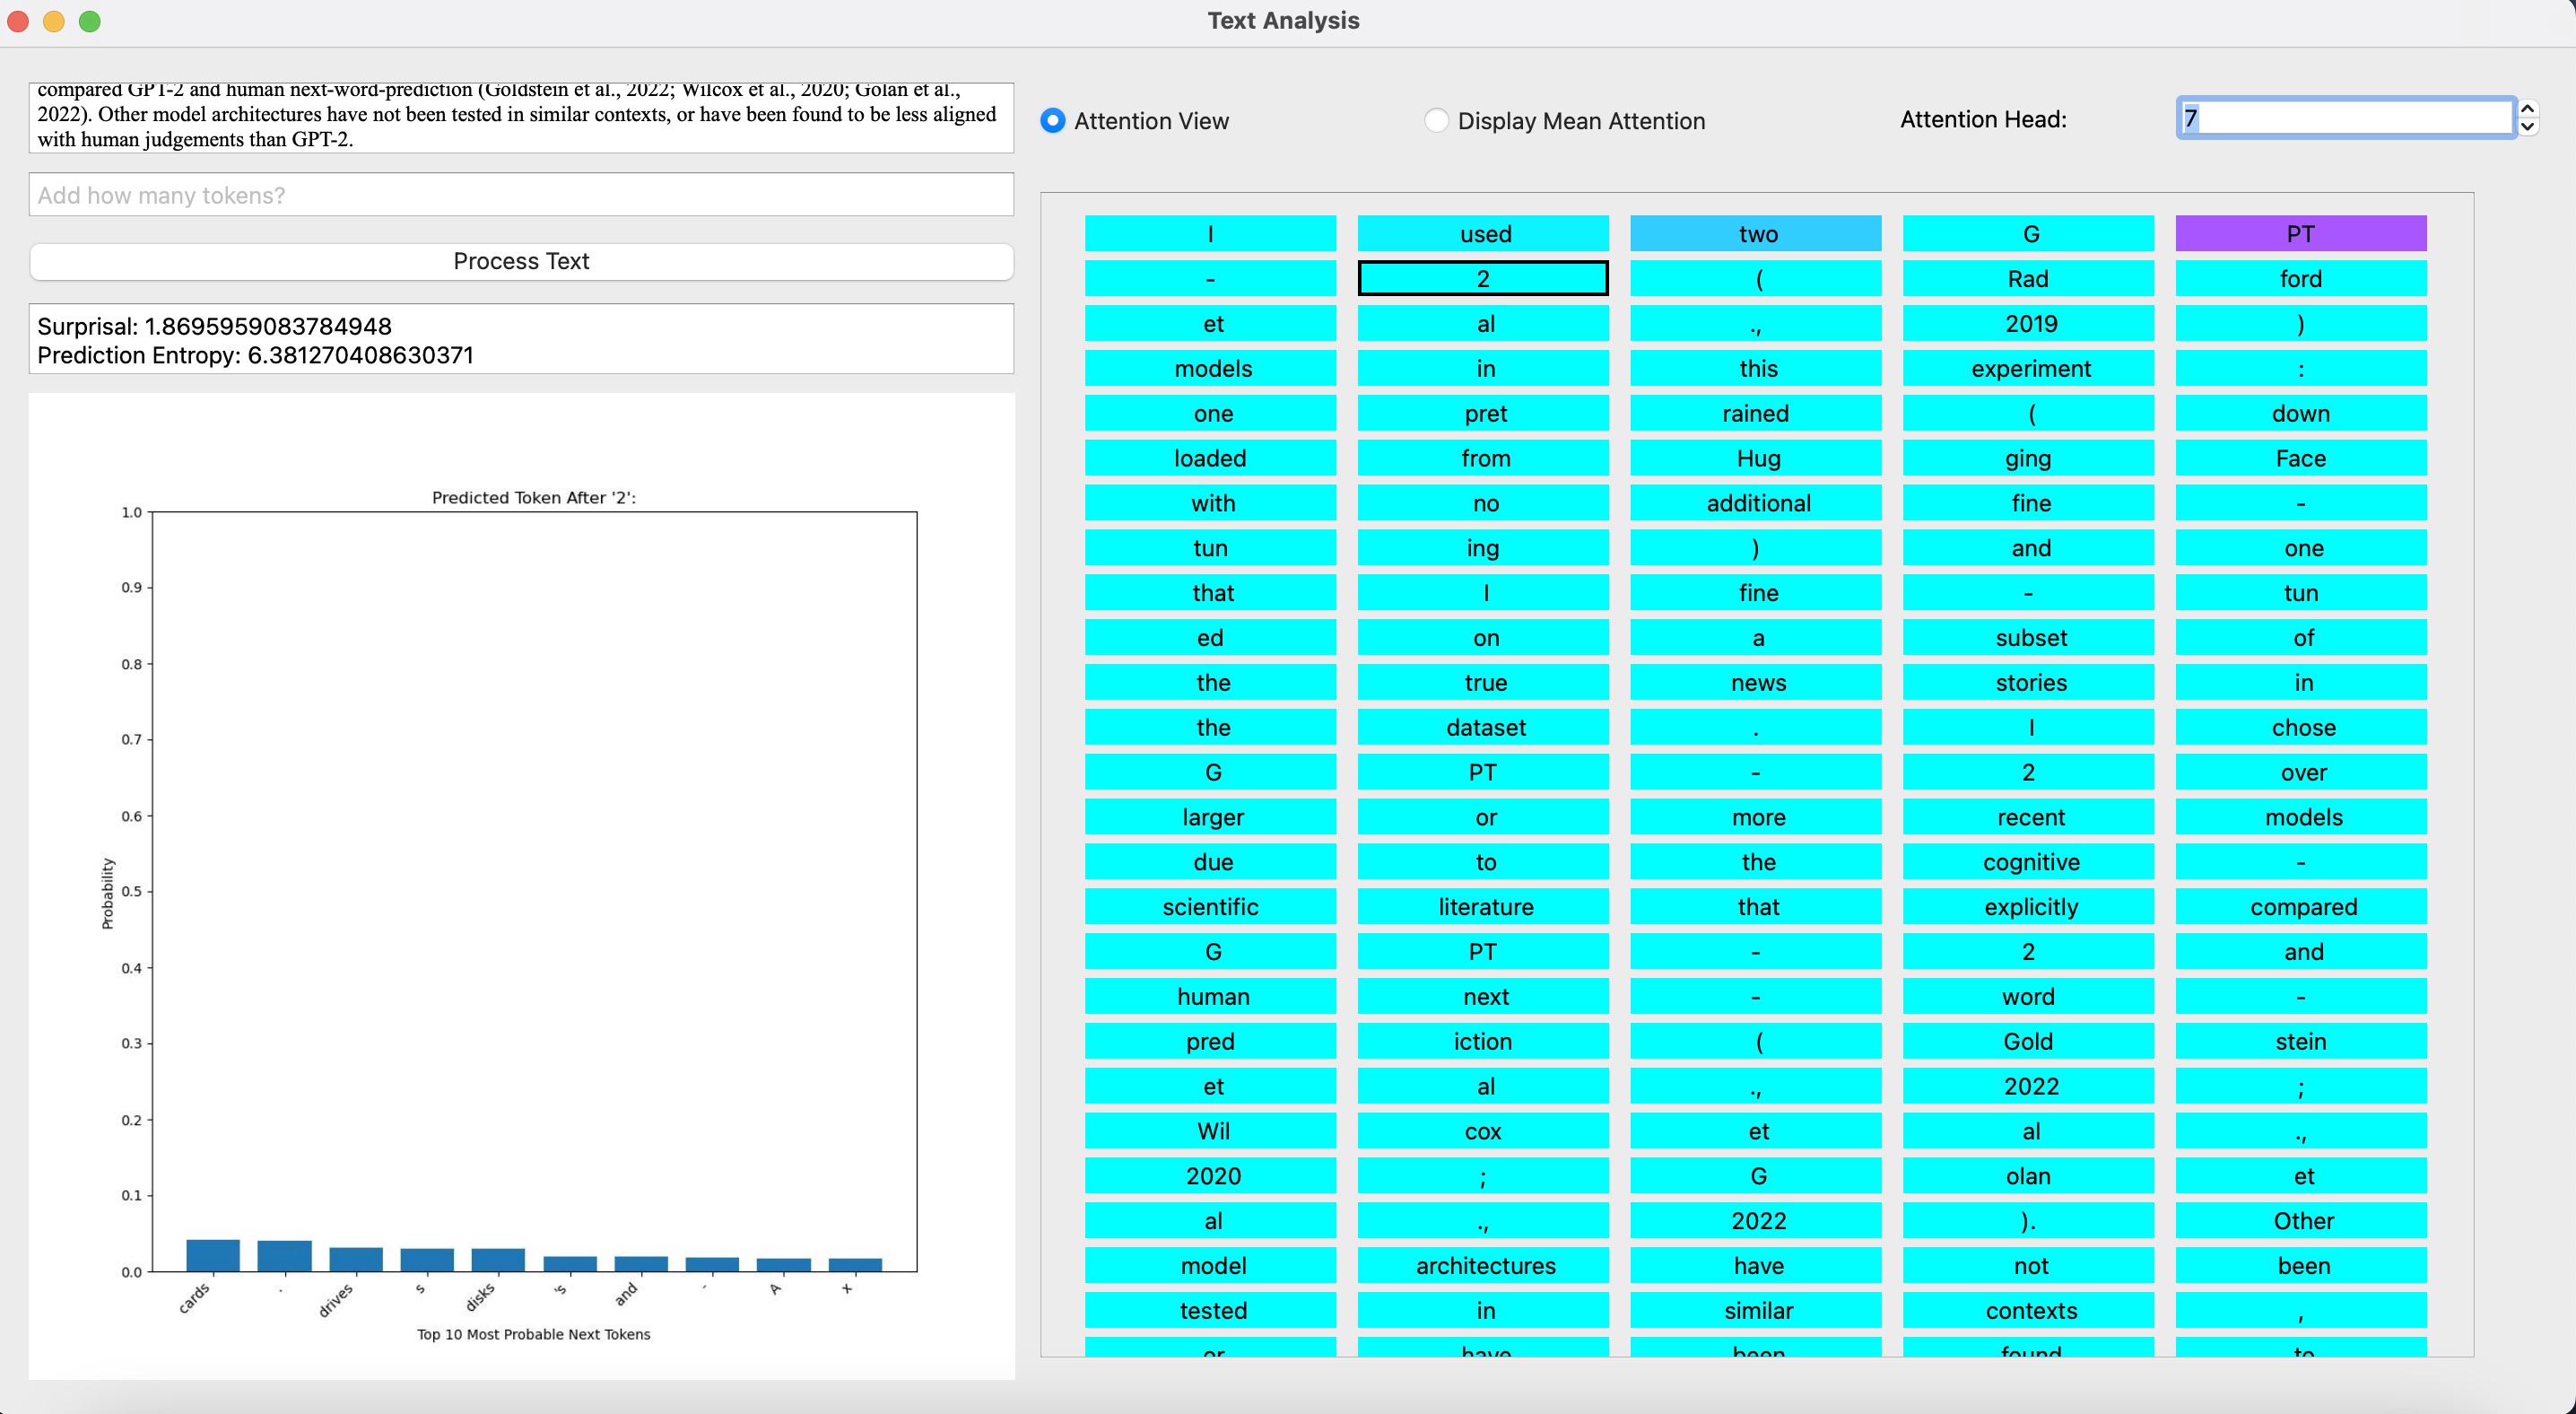 Text Analysis
compared GPT-2 and human next-word-prediction (Goldstein et al., 2022; Wilcox et al., 2020; Golan et al.,
2022). Other model architectures have not been tested in similar contexts, or have been found to be less aligned
with human judgements than GPT-2.
Add how many tokens?
Process Text
Surprisal: 1.8695959083784948
Prediction Entropy: 6.381270408630371
Predicted Token After '2':
1.0
0.9
0.8
0.7
0.6
0.5
0.4
0.3
0.2
0.1
0.0
Probability
cards . drives s disks 's and - A x
Top 10 Most Probable Next Tokens
Attention View Display Mean Attention Attention Head: 7
I used two G PT
- 2 ( Rad ford
et al ., 2019 )
models in this experiment :
one pret rained ( down
loaded from Hug ging Face
with no additional fine -
tun ing ) and one
that I fine - tun
ed on a subset of
the true news stories in
the dataset . I chose
G PT - 2 over
larger or more recent models
due to the cognitive -
scientific literature that explicitly compared
G PT - 2 and
human next - word -
pred iction ( Gold stein
et al ., 2022 ;
Wil cox et al .,
2020 ; G olan et
al ., 2022 ). Other
model architectures have not been
tested in similar contexts ,
or have been found to